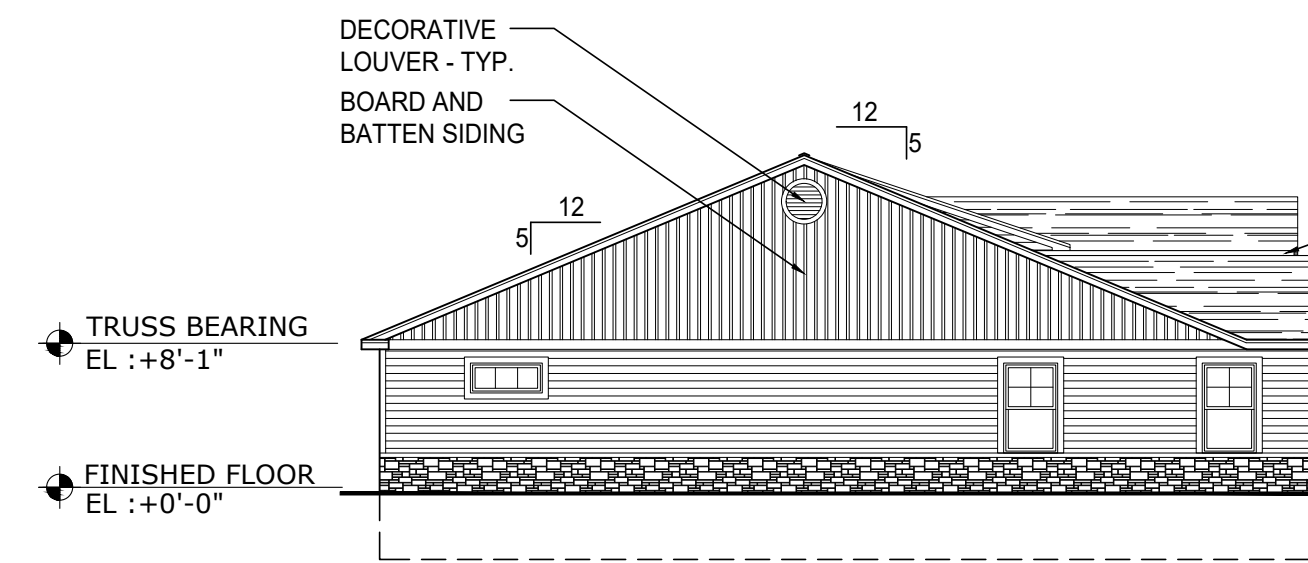 DECORATIVE
LOUVER - TYP.
BOARD AND
BATTEN SIDING
12
5
12
5
TRUSS BEARING
EL :+8'-1"
FINISHED FLOOR
EL :+0'-0"